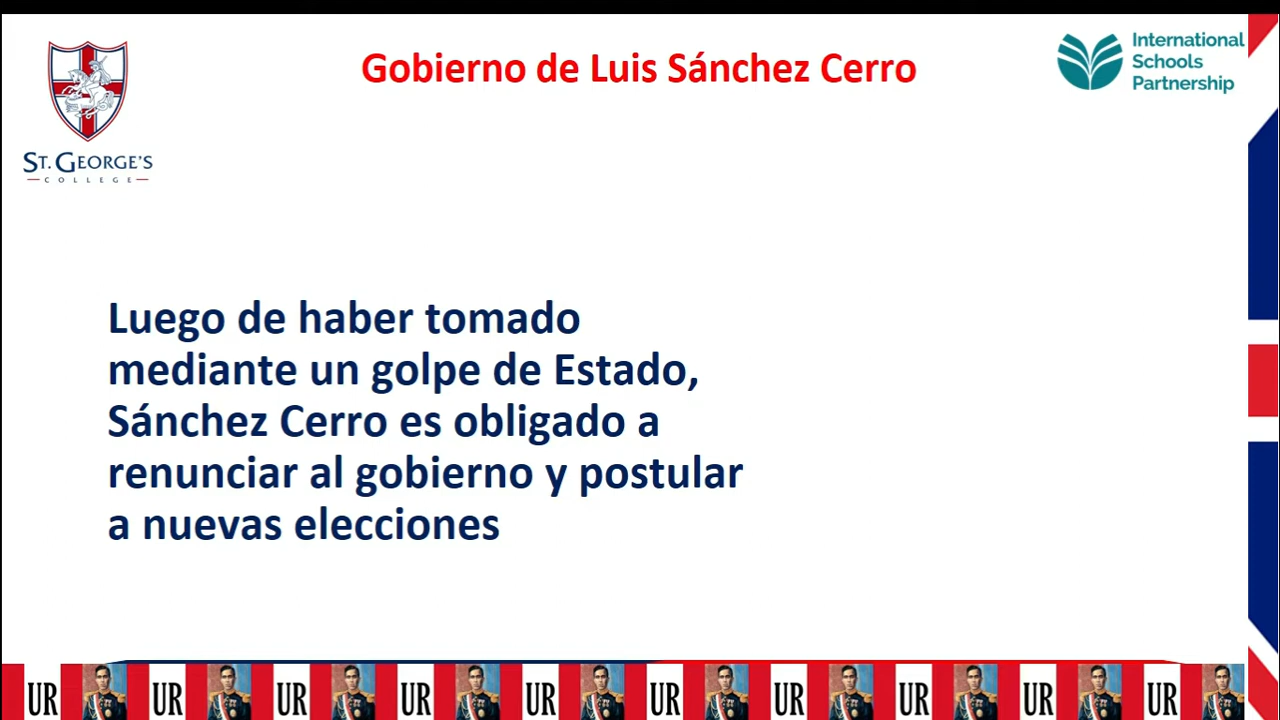 Gobierno de Luis Sánchez Cerro
International
Schools
Partnership
ST. GEORGE'S
COLLEGE
Luego de haber tomado
mediante un golpe de Estado,
Sánchez Cerro es obligado a
renunciar al gobierno y postular
a nuevas elecciones
UR UR UR UR UR UR UR UR UR UR